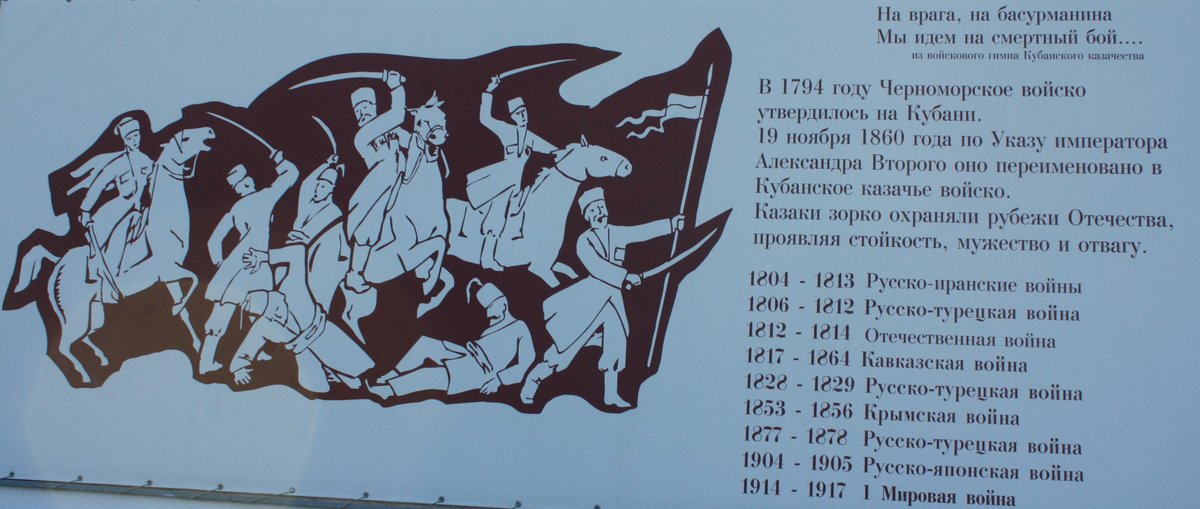 На врага, на басурманина
Мы идем на смертный бой....
из войскового гимна Кубанского казачества
В 1794 году Черноморское войско
утвердилось на Кубани.
19 ноября 1860 года по Указу императора
Александра Второго оно переименовано в
Кубанское казачье войско.
Казаки зорко охраняли рубежи Отечества,
проявляя стойкость, мужество и отвагу.
1804 - 1813 Русско-иранские войны
1806 - 1812 Русско-турецкая война
1812 - 1814 Отечественная война
1817 - 1864 Кавказская война
1828 - 1829 Русско-турецкая война
1853 - 1856 Крымская война
1877 - 1878 Русско-турецкая война
1904 - 1905 Русско-японская война
1914 - 1917 1 Мировая война